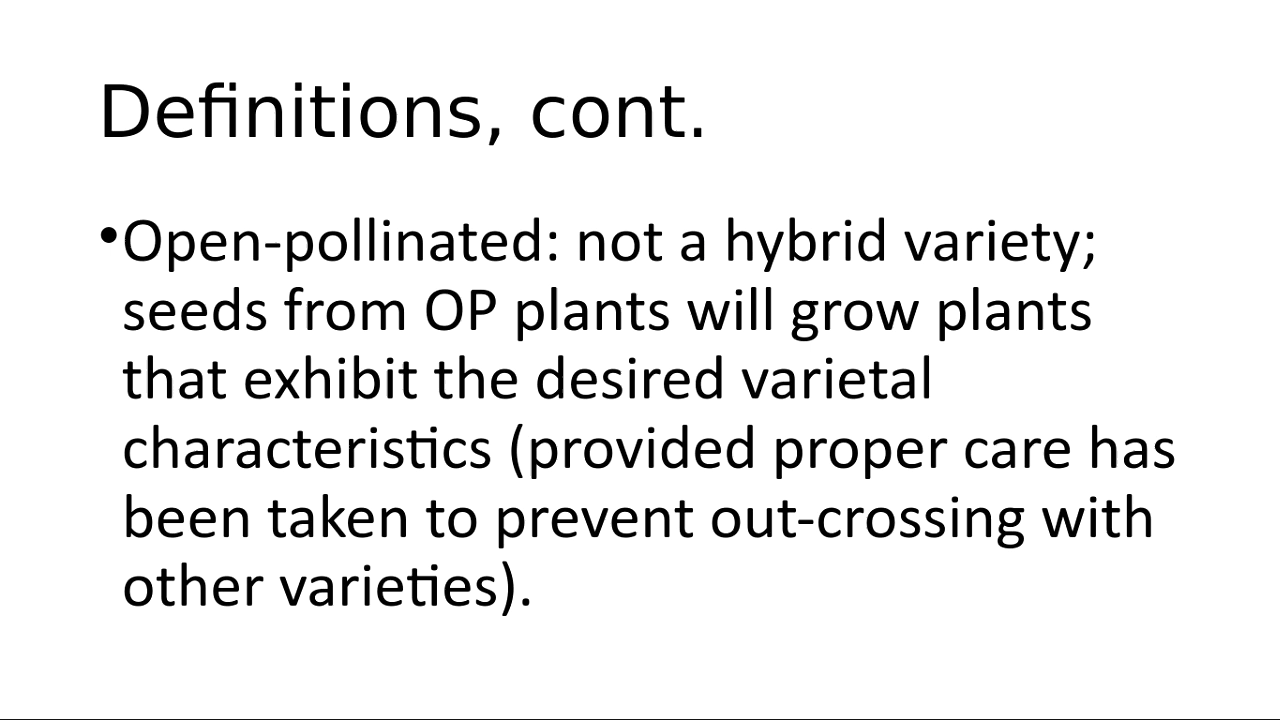 Definitions, cont.
•Open-pollinated: not a hybrid variety;
seeds from OP plants will grow plants
that exhibit the desired varietal
characteristics (provided proper care has
been taken to prevent out-crossing with
other varieties).